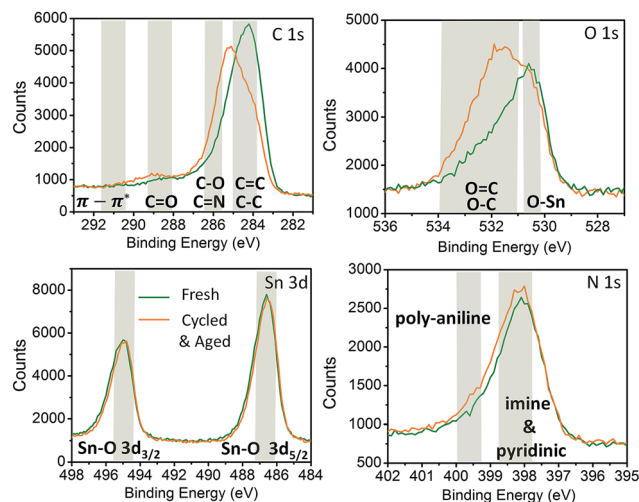 C 1s
6000
5000
4000
3000
2000
1000
0
Counts
π – π*
C=O
C-O
C=N
C=C
C-C
292
290
288
286
284
282
Binding Energy (eV)
O 1s
5000
4000
3000
2000
1000
Counts
O=C
O-C
O-Sn
536
534
532
530
528
Binding Energy (eV)
Sn 3d
8000
6000
4000
2000
0
Counts
Fresh
Cycled
& Aged
Sn-O 3d3/2
Sn-O 3d5/2
498
496
494
492
490
488
486
484
Binding Energy (eV)
N 1s
3000
2500
2000
1500
1000
500
Counts
poly-aniline
imine
&
pyridinic
402
401
400
399
398
397
396
395
Binding Energy (eV)